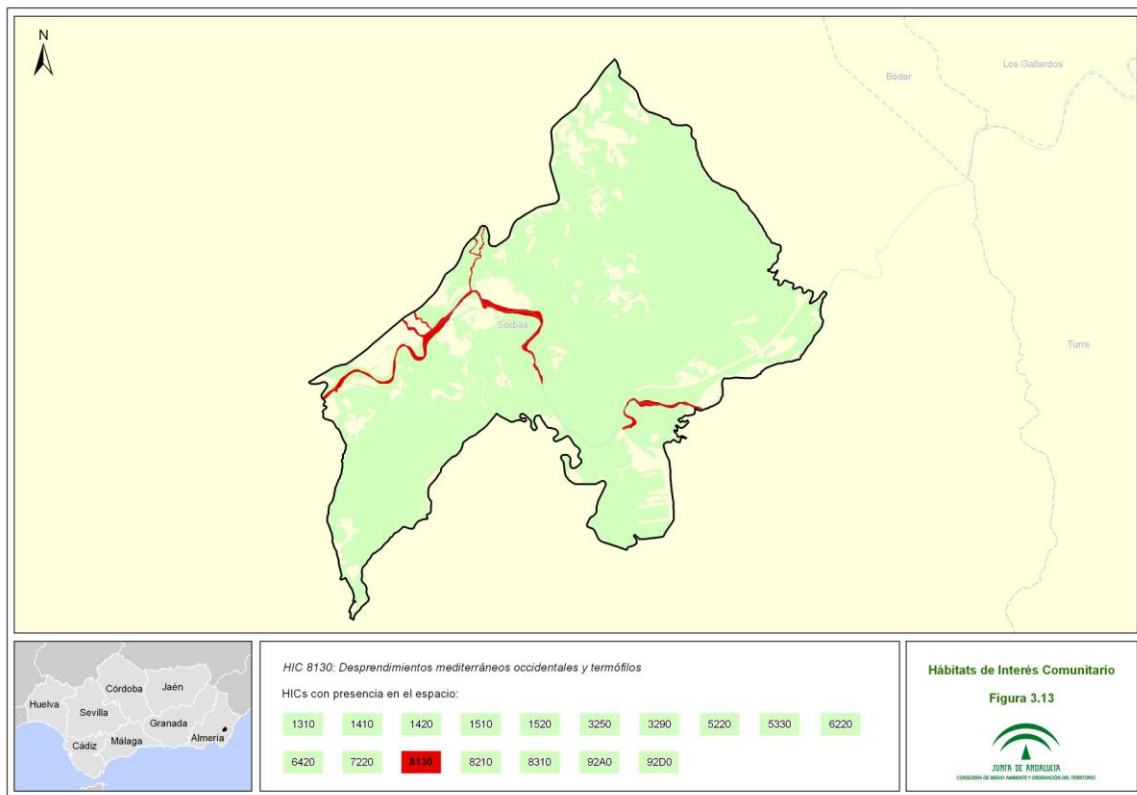 N
Bédar
Los Gallardos
Sorbas
Turre
Huelva
Sevilla
Córdoba
Jaén
Granada
Almería
Cádiz
Málaga
HIC 8130: Desprendimientos mediterráneos occidentales y termófilos
HICs con presencia en el espacio:
1310 1410 1420 1510 1520 3250 3290 5220 5330 6220
6420 7220 8130 8210 8310 92A0 92D0
Hábitats de Interés Comunitario
Figura 3.13
JUNTA DE ANDALUCIA
CONSEJERÍA DE MEDIO AMBIENTE Y ORDENACIÓN DEL TERRITORIO